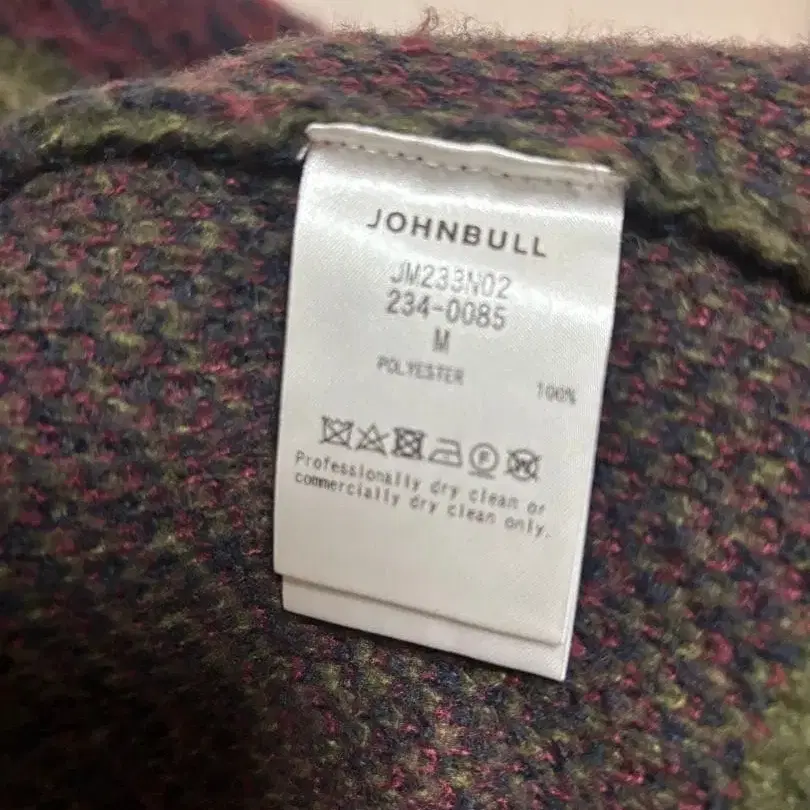 JOHNBULL
JM233N02
234-0085
M
POLYESTER 100%
Professionally dry clean or
commercially dry clean only.